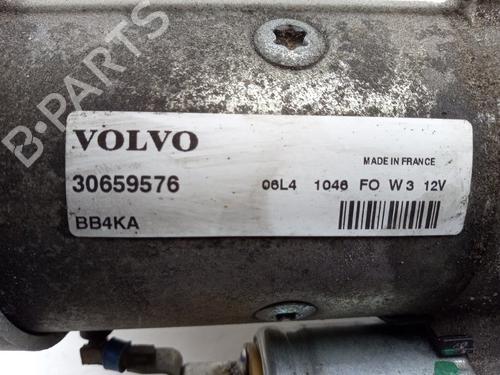 B-PARTS
VOLVO
MADE IN FRANCE
30659576 06L4 1046 FO W3 12V
BB4KA